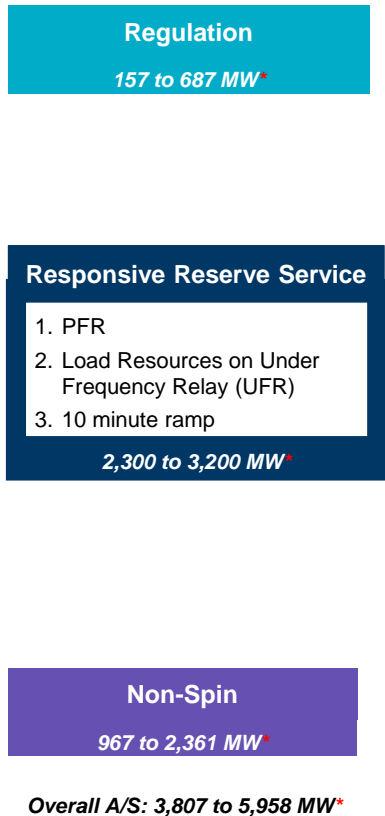 Regulation
157 to 687 MW*
Responsive Reserve Service
1. PFR
2. Load Resources on Under
Frequency Relay (UFR)
3. 10 minute ramp
2,300 to 3,200 MW*
Non-Spin
967 to 2,361 MW*
Overall A/S: 3,807 to 5,958 MW*